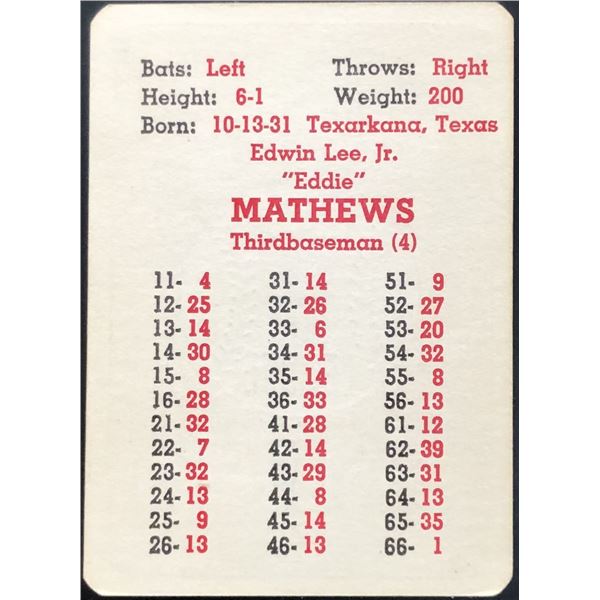 Bats: Left Throws: Right
Height: 6-1 Weight: 200
Born: 10-13-31 Texarkana, Texas
Edwin Lee, Jr.
"Eddie"
MATHEWS
Thirdbaseman (4)
11- 4 31-14 51- 9
12-25 32-26 52-27
13-14 33- 6 53-20
14-30 34-31 54-32
15- 8 35-14 55- 8
16-28 36-33 56-13
21-32 41-28 61-12
22- 7 42-14 62-39
23-32 43-29 63-31
24-13 44- 8 64-13
25- 9 45-14 65-35
26-13 46-13 66- 1